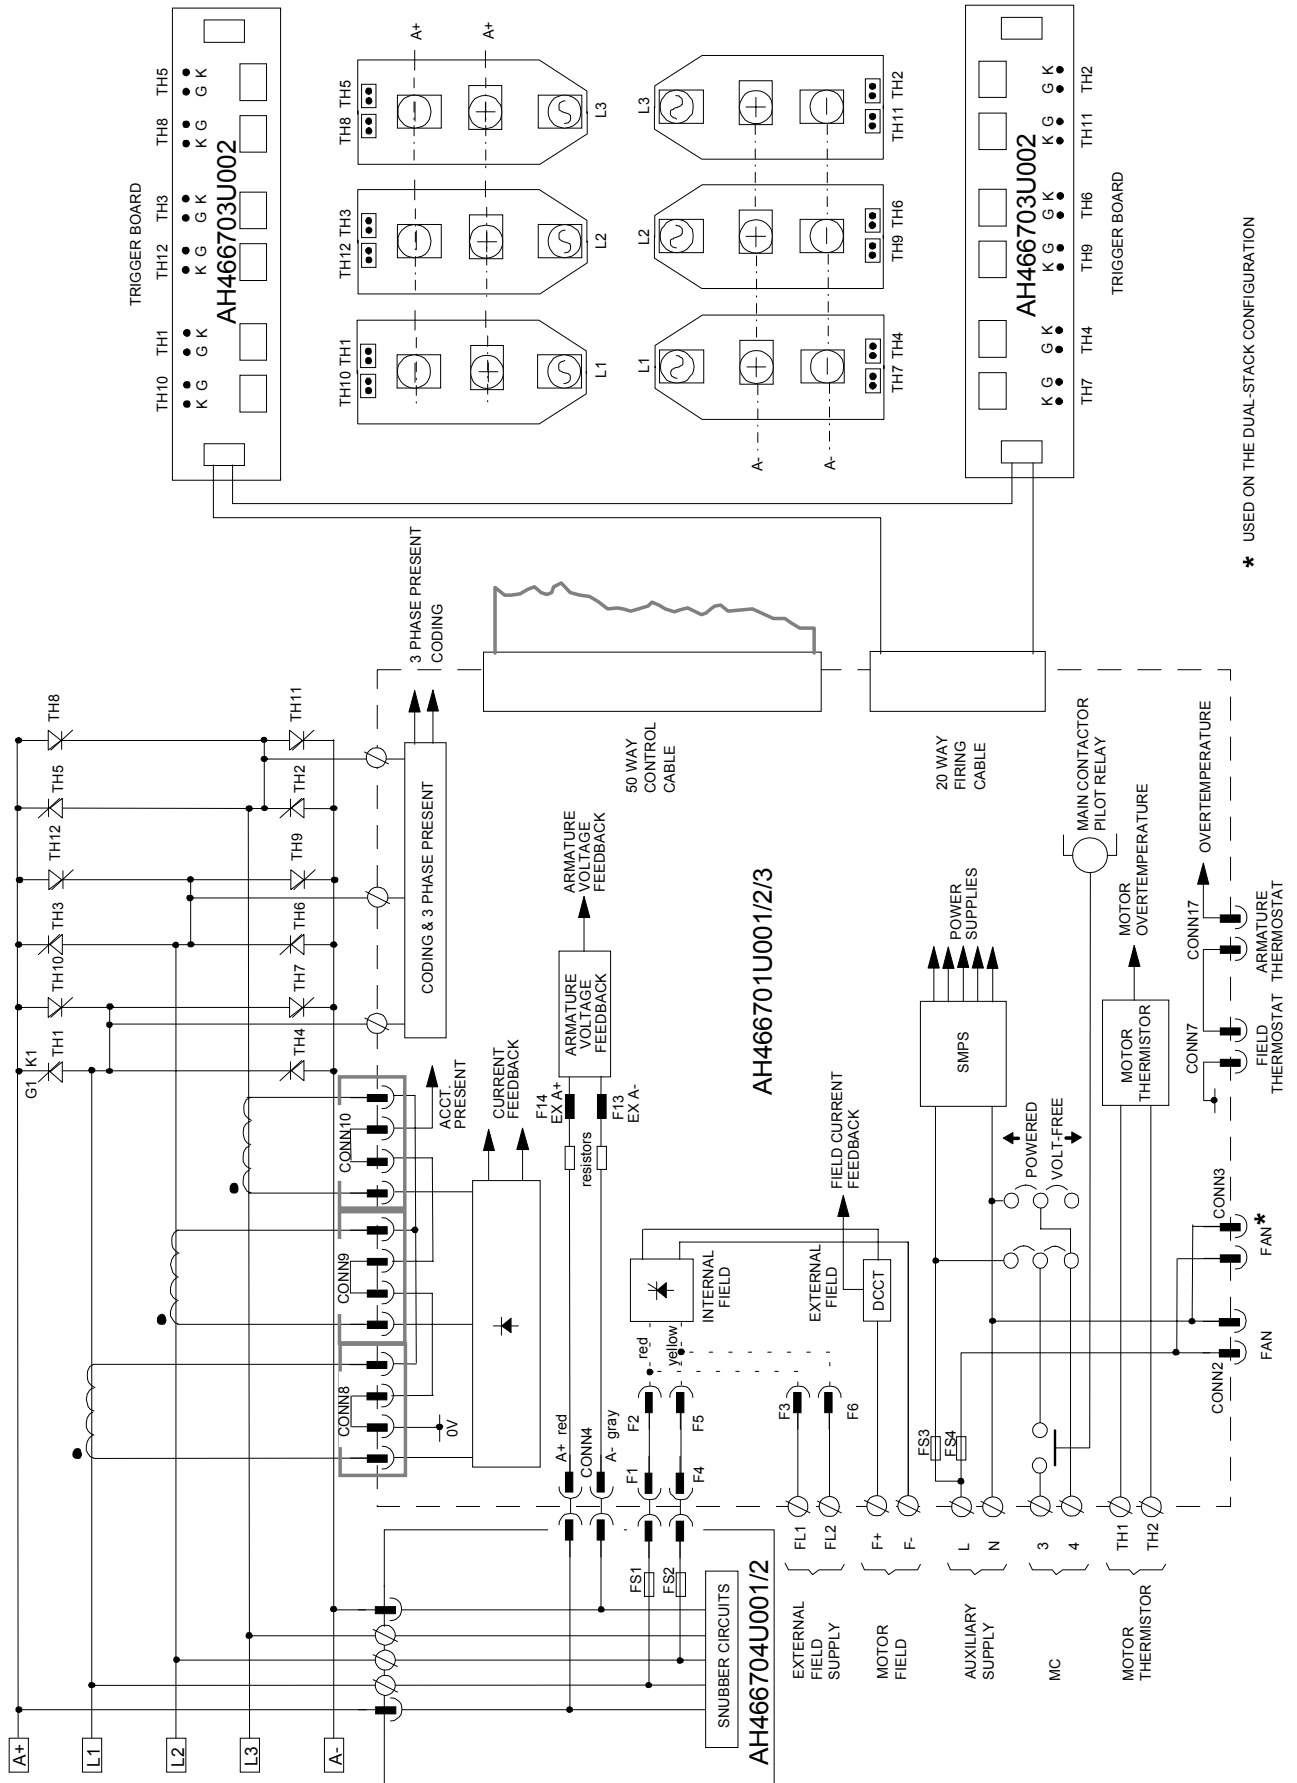 TRIGGER BOARD
TH10
TH1
TH12
TH3
TH8
TH5
K G
G K
K G
G K
K G
G K
AH466703U002
TH10 TH1
TH12 TH3
TH8 TH5
A+
A+
L1
L2
L3
L1
L2
L3
A-
A-
TH7 TH4
TH9 TH6
TH11 TH2
AH466703U002
K G
G K
K G
G K
K G
G K
TH7
TH4
TH9
TH6
TH11
TH2
TRIGGER BOARD
* USED ON THE DUAL-STACK CONFIGURATION
A+
L1
L2
L3
A-
G1 K1
TH1
TH10
TH3
TH12
TH5
TH8
TH4
TH7
TH6
TH9
TH2
TH11
3 PHASE PRESENT
CODING
CODING & 3 PHASE PRESENT
CONN8
CONN9
CONN10
0V
ACCT.
PRESENT
CURRENT
FEEDBACK
50 WAY
CONTROL
CABLE
20 WAY
FIRING
CABLE
A+ red
CONN4
A- gray
resistors
F14
EX A+
F13
EX A-
ARMATURE
VOLTAGE
FEEDBACK
ARMATURE
VOLTAGE
FEEDBACK
AH466701U001/2/3
F1
F2
F4
F5
red
yellow
INTERNAL
FIELD
F3
F6
EXTERNAL
FIELD
DCCT
FIELD CURRENT
FEEDBACK
FS1
FS2
SNUBBER CIRCUITS
AH466704U001/2
FL1
FL2
EXTERNAL
FIELD
SUPPLY
F+
F-
MOTOR
FIELD
L
N
AUXILIARY
SUPPLY
3
4
MC
TH1
TH2
MOTOR
THERMISTOR
FS3
FS4
SMPS
POWER
SUPPLIES
POWERED
VOLT-FREE
MAIN CONTACTOR
PILOT RELAY
MOTOR
THERMISTOR
MOTOR
OVERTEMPERATURE
CONN2
FAN
CONN3
FAN*
CONN7
FIELD
THERMOSTAT
CONN17
ARMATURE
THERMOSTAT
OVERTEMPERATURE